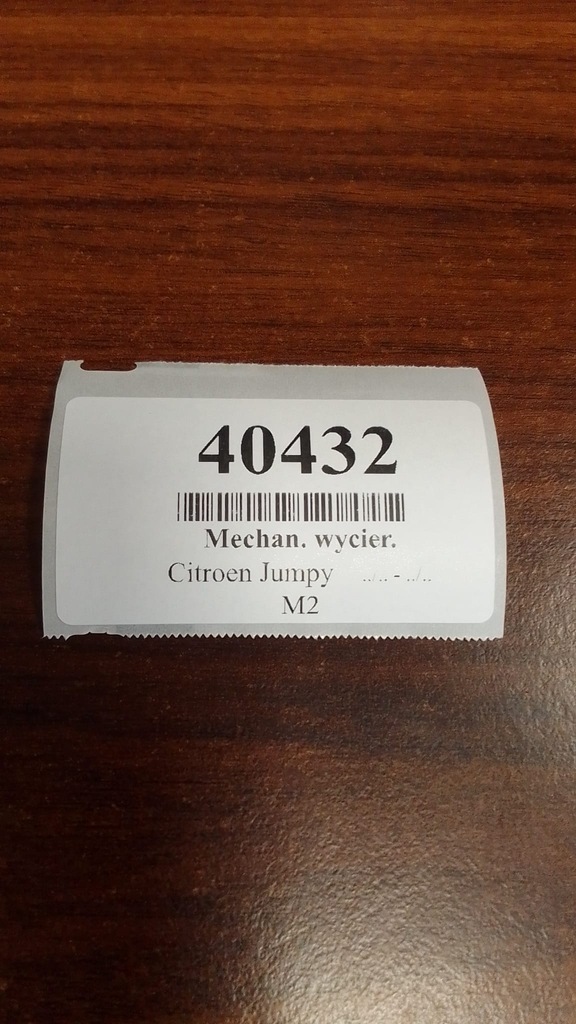 40432
Mechan. wycier.
Citroen Jumpy ../.. - ../..
M2